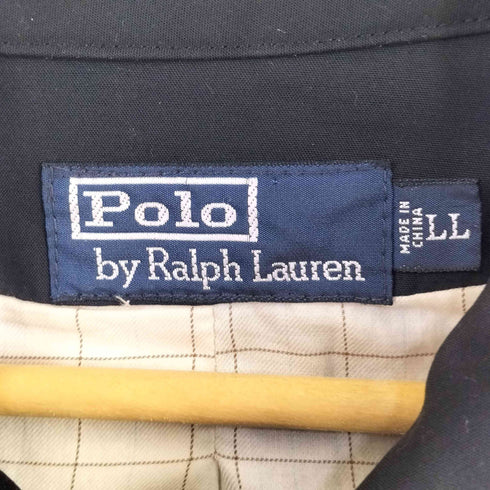 Polo
by Ralph Lauren
MADE IN
CHINA
LL